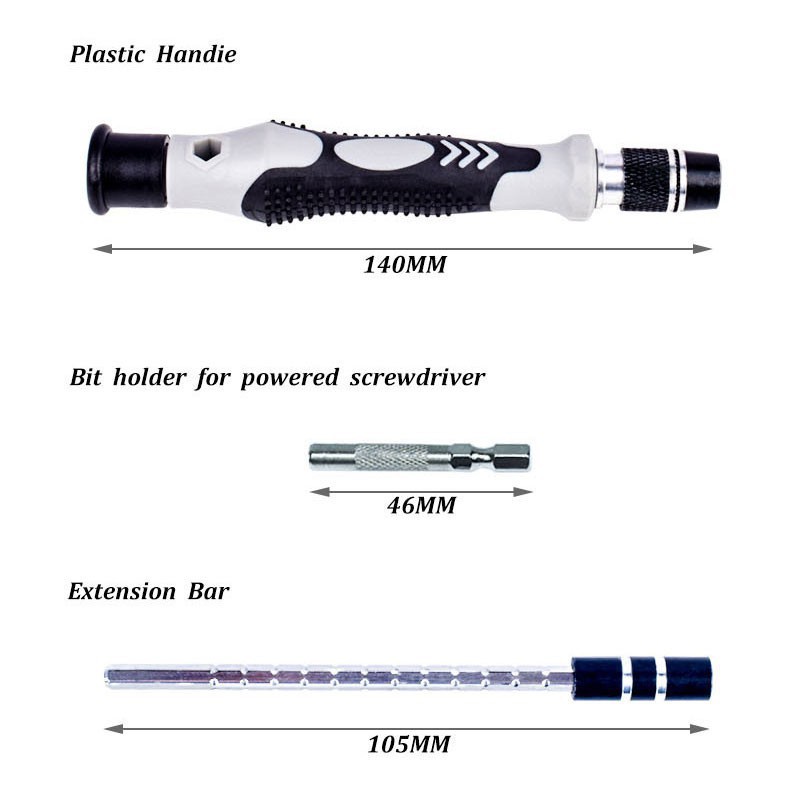 Plastic Handie
140MM
Bit holder for powered screwdriver
46MM
Extension Bar
105MM